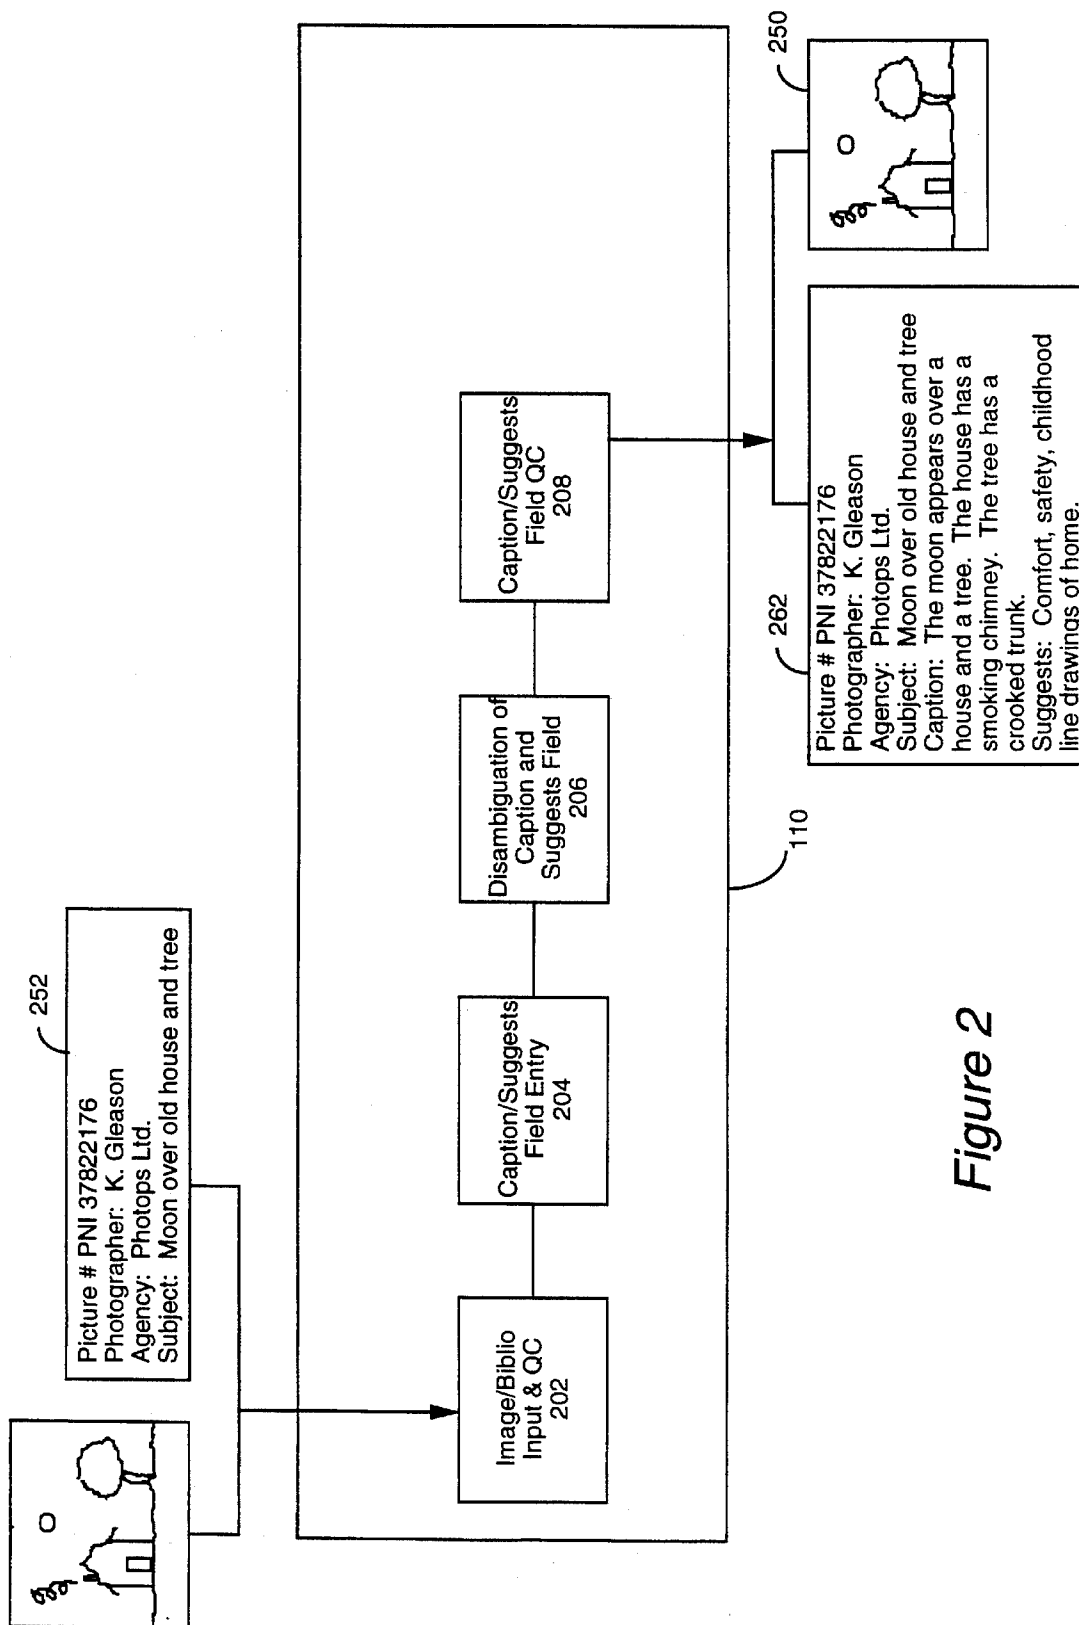 252
Picture # PNI 37822176
Photographer: K. Gleason
Agency: Photops Ltd.
Subject: Moon over old house and tree
Image/Biblio
Input & QC
202
Caption/Suggests
Field Entry
204
Disambiguation of
Caption and
Suggests Field
206
Caption/Suggests
Field QC
208
110
262
Picture # PNI 37822176
Photographer: K. Gleason
Agency: Photops Ltd.
Subject: Moon over old house and tree
Caption: The moon appears over a
house and a tree. The house has a
smoking chimney. The tree has a
crooked trunk.
Suggests: Comfort, safety, childhood
line drawings of home.
250
Figure 2